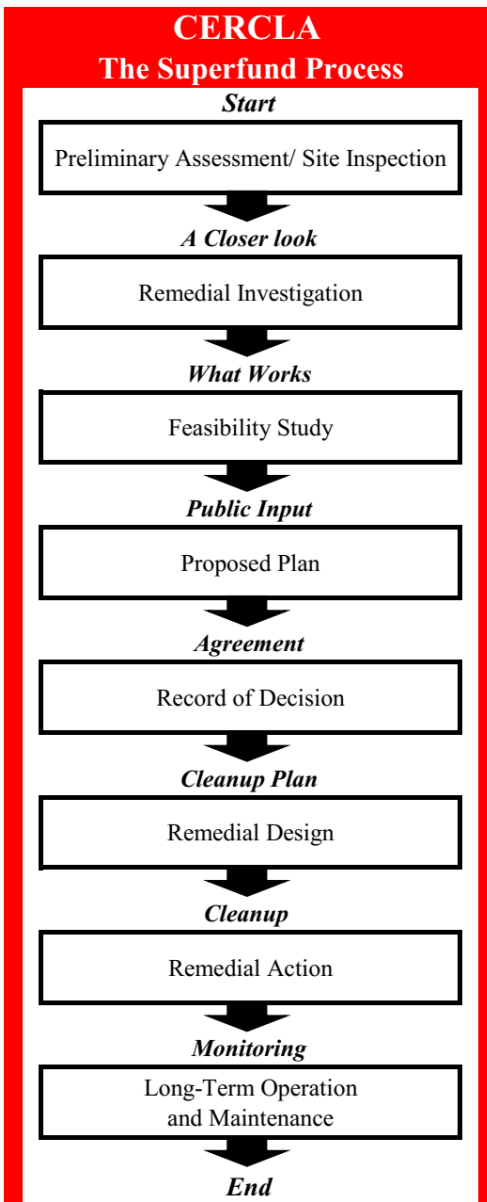 CERCLA
The Superfund Process
Start
Preliminary Assessment/ Site Inspection
A Closer look
Remedial Investigation
What Works
Feasibility Study
Public Input
Proposed Plan
Agreement
Record of Decision
Cleanup Plan
Remedial Design
Cleanup
Remedial Action
Monitoring
Long-Term Operation
and Maintenance
End